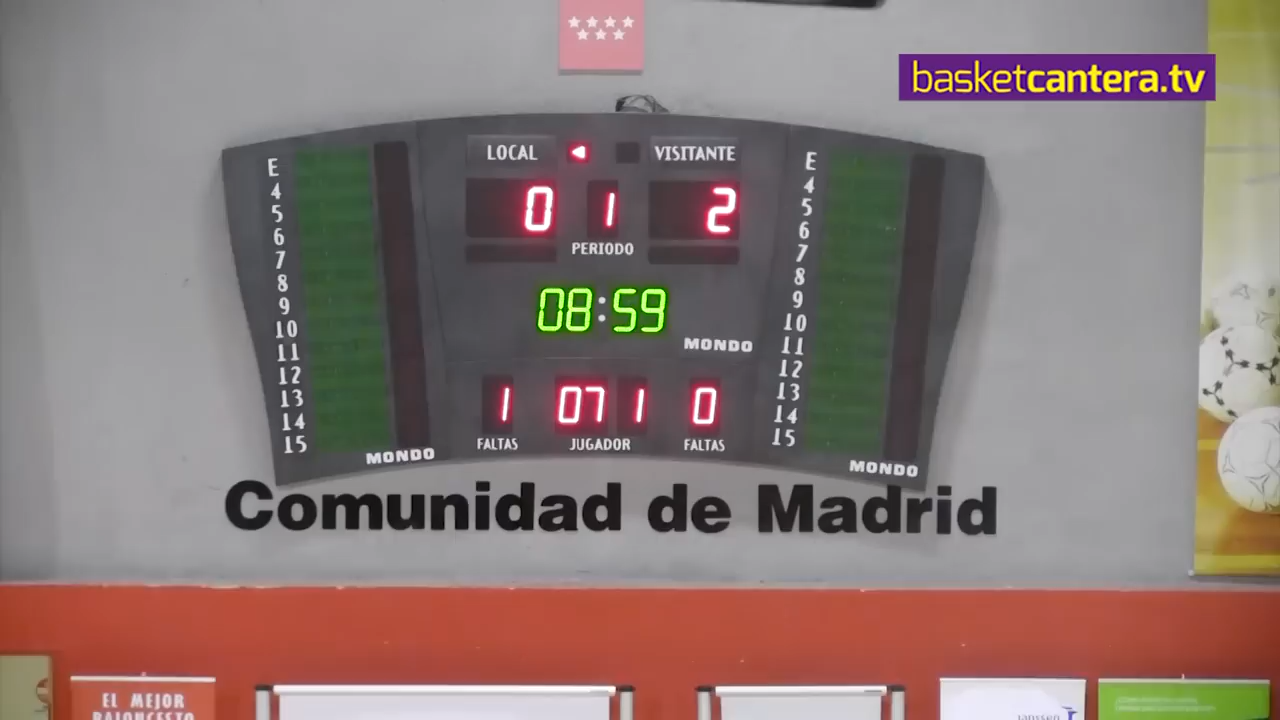 basketcantera.tv
LOCAL VISITANTE
0 1 2
PERIODO
08:59
MONDO
1 07 1 0
FALTAS JUGADOR FALTAS
E
4
5
6
7
8
9
10
11
12
13
14
15
MONDO
E
4
5
6
7
8
9
10
11
12
13
14
15
MONDO
Comunidad de Madrid
EL MEJOR
BALONCESTO
janssen